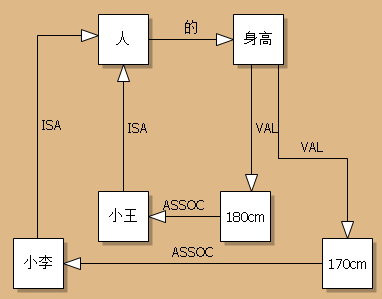 的
人
身高
ISA
ISA
VAL
VAL
ASSOC
小王
180cm
ASSOC
小李
170cm